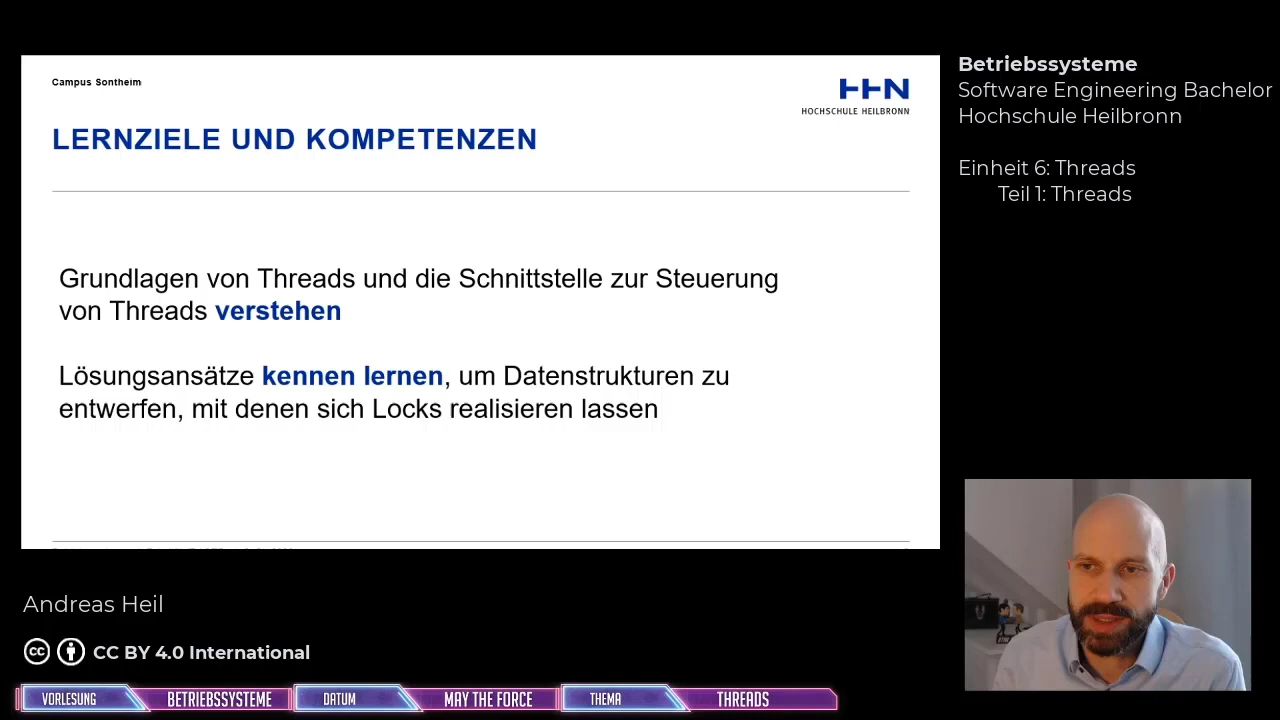 Campus Sontheim
HHN
HOCHSCHULE HEILBRONN
LERNZIELE UND KOMPETENZEN
Grundlagen von Threads und die Schnittstelle zur Steuerung
von Threads verstehen
Lösungsansätze kennen lernen, um Datenstrukturen zu
entwerfen, mit denen sich Locks realisieren lassen
Betriebssysteme
Software Engineering Bachelor
Hochschule Heilbronn
Einheit 6: Threads
Teil 1: Threads
Andreas Heil
cc CC BY 4.0 International
VORLESUNG BETRIEBSSYSTEME DATUM MAY THE FORCE THEMA THREADS